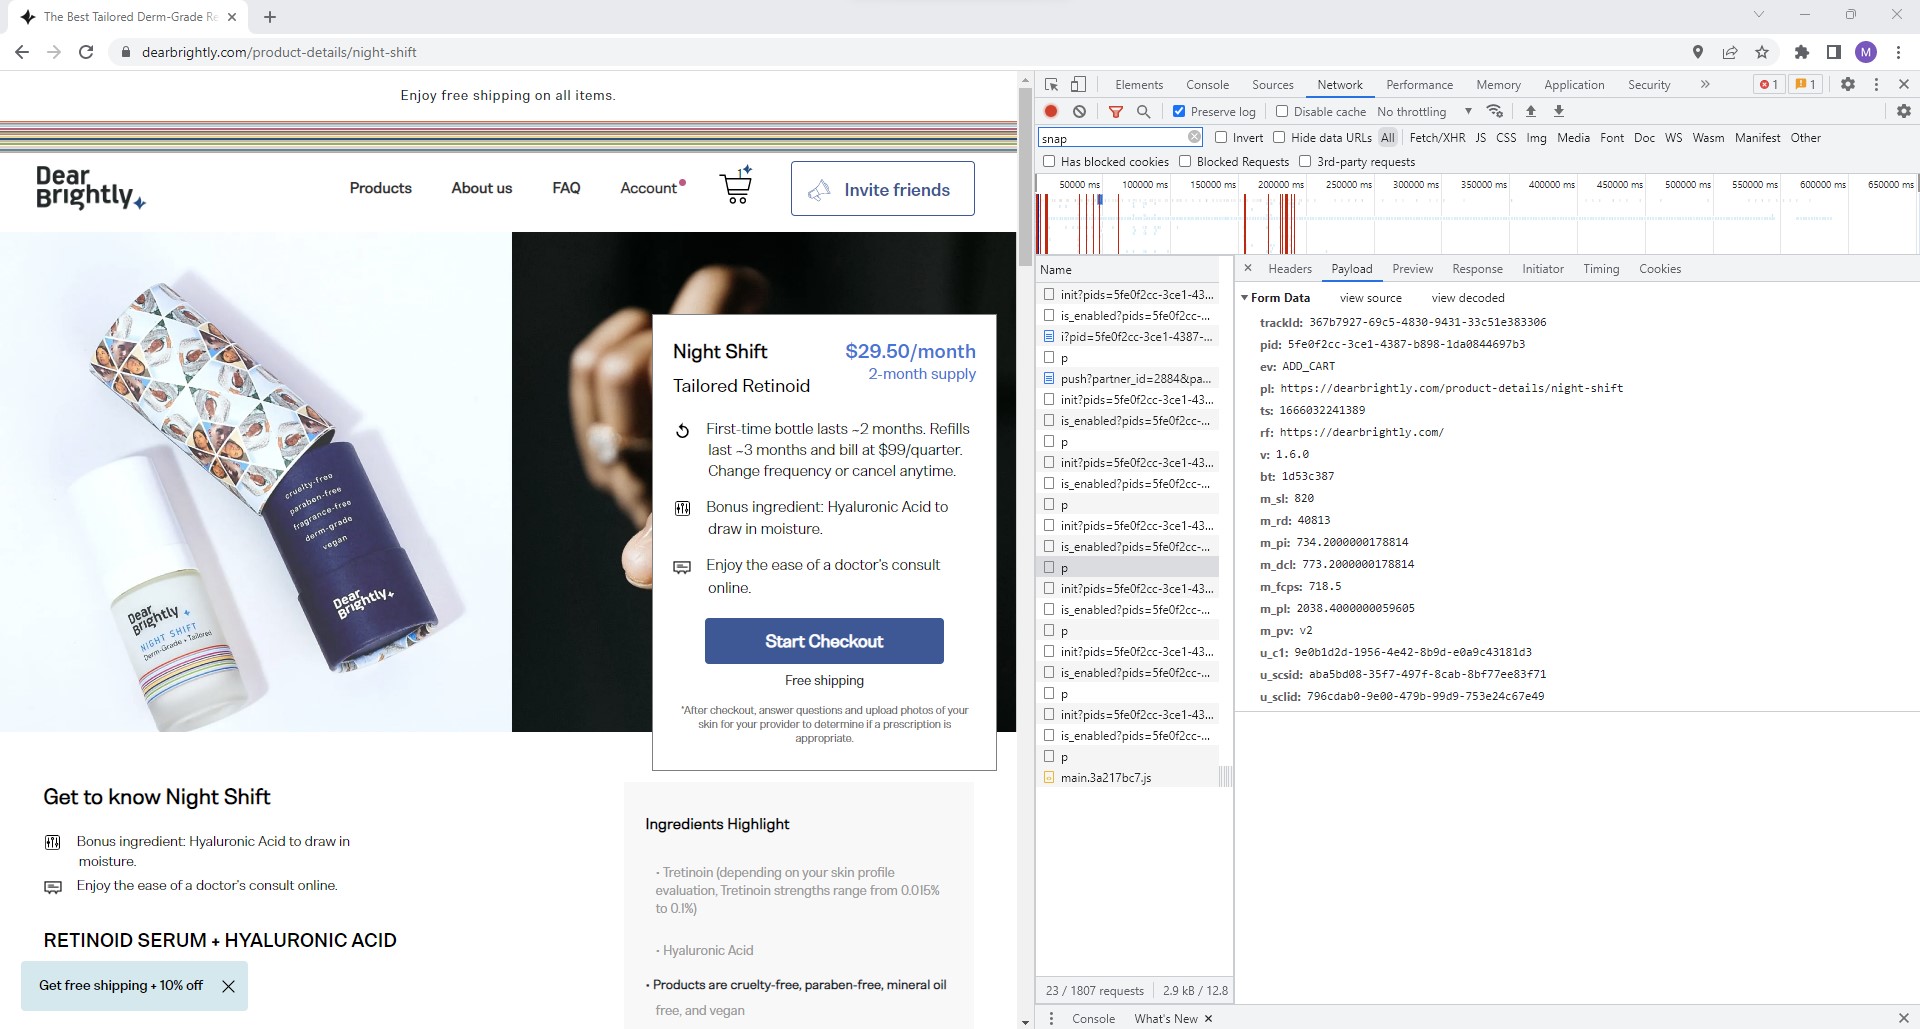 The Best Tailored Derm-Grade Re
dearbrightly.com/product-details/night-shift
M
Enjoy free shipping on all items.
Dear
Brightly
Products
About us
FAQ
Account
1
Invite friends
cruelty-free
paraben-free
fragrance-free
derm-grade
vegan
Dear
Brightly
Dear
Brightly
NIGHT SHIFT
Derm-Grade + Tailored
Night Shift
$29.50/month
Tailored Retinoid
2-month supply
First-time bottle lasts ~2 months. Refills
last ~3 months and bill at $99/quarter.
Change frequency or cancel anytime.
Bonus ingredient: Hyaluronic Acid to
draw in moisture.
Enjoy the ease of a doctor's consult
online.
Start Checkout
Free shipping
*After checkout, answer questions and upload photos of your
skin for your provider to determine if a prescription is
appropriate.
Get to know Night Shift
Bonus ingredient: Hyaluronic Acid to draw in
moisture.
Enjoy the ease of a doctor's consult online.
RETINOID SERUM + HYALURONIC ACID
Get free shipping + 10% off
Ingredients Highlight
• Tretinoin (depending on your skin profile
evaluation, Tretinoin strengths range from 0.015%
to 0.1%)
• Hyaluronic Acid
• Products are cruelty-free, paraben-free, mineral oil
free, and vegan
Elements Console Sources Network Performance Memory Application Security » 1 1
Preserve log Disable cache No throttling
snap Invert Hide data URLs All Fetch/XHR JS CSS Img Media Font Doc WS Wasm Manifest Other
Has blocked cookies Blocked Requests 3rd-party requests
50000 ms 100000 ms 150000 ms 200000 ms 250000 ms 300000 ms 350000 ms 400000 ms 450000 ms 500000 ms 550000 ms 600000 ms 650000 ms
Name
init?pids=5fe0f2cc-3ce1-43...
is_enabled?pids=5fe0f2cc-...
i?pid=5fe0f2cc-3ce1-4387-...
p
push?partner_id=2884&pa...
init?pids=5fe0f2cc-3ce1-43...
is_enabled?pids=5fe0f2cc-...
p
init?pids=5fe0f2cc-3ce1-43...
is_enabled?pids=5fe0f2cc-...
p
init?pids=5fe0f2cc-3ce1-43...
is_enabled?pids=5fe0f2cc-...
p
init?pids=5fe0f2cc-3ce1-43...
is_enabled?pids=5fe0f2cc-...
p
init?pids=5fe0f2cc-3ce1-43...
is_enabled?pids=5fe0f2cc-...
p
init?pids=5fe0f2cc-3ce1-43...
is_enabled?pids=5fe0f2cc-...
p
main.3a217bc7.js
23 / 1807 requests 2.9 kB / 12.8
Headers Payload Preview Response Initiator Timing Cookies
Form Data view source view decoded
trackId: 367b7927-69c5-4830-9431-33c51e383306
pid: 5fe0f2cc-3ce1-4387-b898-1da0844697b3
ev: ADD_CART
pl: https://dearbrightly.com/product-details/night-shift
ts: 1666032241389
rf: https://dearbrightly.com/
v: 1.6.0
bt: 1d53c387
m_sl: 820
m_rd: 40813
m_pi: 734.2000000178814
m_dcl: 773.2000000178814
m_fcps: 718.5
m_pl: 2038.4000000059605
m_pv: v2
u_c1: 9e0b1d2d-1956-4e42-8b9d-e0a9c43181d3
u_scsid: aba5bd08-35f7-497f-8cab-8bf77ee83f71
u_sclid: 796cdab0-9e00-479b-99d9-753e24c67e49
Console What's New